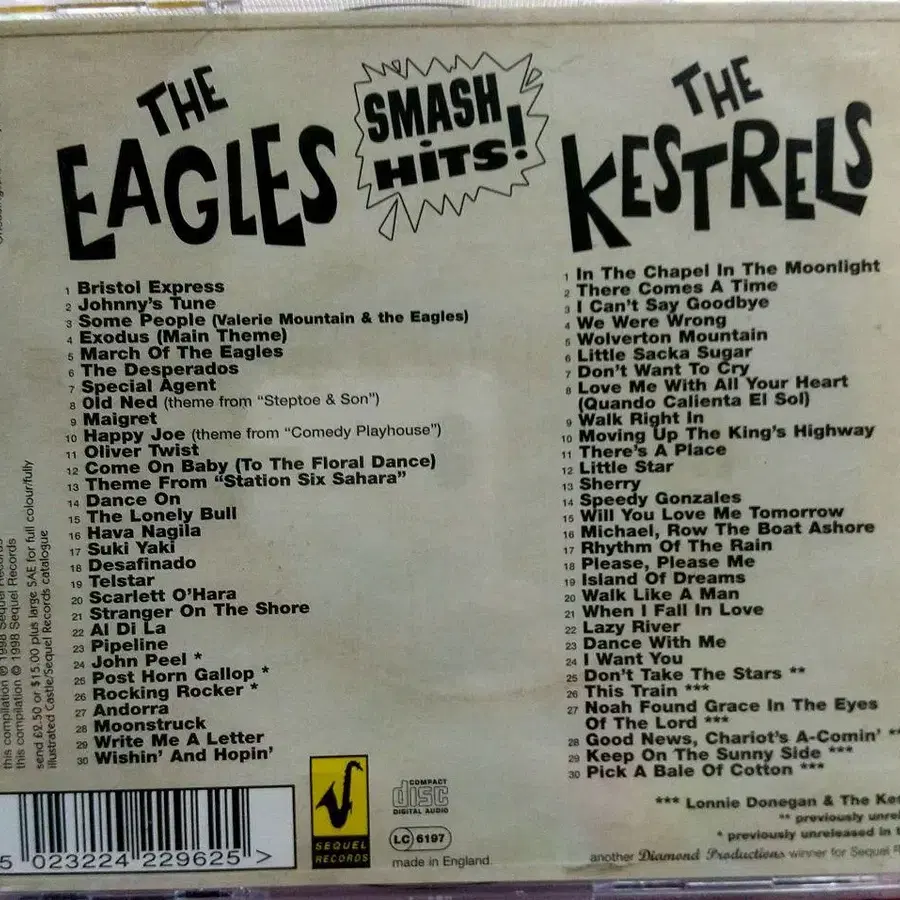 THE
EAGLES
SMASH
HITS!
THE
KESTRELS
1 Bristol Express
2 Johnny's Tune
3 Some People (Valerie Mountain & the Eagles)
4 Exodus (Main Theme)
5 March Of The Eagles
6 The Desperados
7 Special Agent
8 Old Ned (theme from "Steptoe & Son")
9 Maigret
10 Happy Joe (theme from "Comedy Playhouse")
11 Oliver Twist
12 Come On Baby (To The Floral Dance)
13 Theme From "Station Six Sahara"
14 Dance On
15 The Lonely Bull
16 Hava Nagila
17 Suki Yaki
18 Desafinado
19 Telstar
20 Scarlett O'Hara
21 Stranger On The Shore
22 Al Di La
23 Pipeline
24 John Peel *
25 Post Horn Gallop *
26 Rocking Rocker *
27 Andorra
28 Moonstruck
29 Write Me A Letter
30 Wishin' And Hopin'
1 In The Chapel In The Moonlight
2 There Comes A Time
3 I Can't Say Goodbye
4 We Were Wrong
5 Wolverton Mountain
6 Little Sacka Sugar
7 Don't Want To Cry
8 Love Me With All Your Heart
(Quando Calienta El Sol)
9 Walk Right In
10 Moving Up The King's Highway
11 There's A Place
12 Little Star
13 Sherry
14 Speedy Gonzales
15 Will You Love Me Tomorrow
16 Michael, Row The Boat Ashore
17 Rhythm Of The Rain
18 Please, Please Me
19 Island Of Dreams
20 Walk Like A Man
21 When I Fall In Love
22 Lazy River
23 Dance With Me
24 I Want You
25 Don't Take The Stars **
26 This Train ***
27 Noah Found Grace In The Eyes
Of The Lord ***
28 Good News, Chariot's A-Comin' **
29 Keep On The Sunny Side ***
30 Pick A Bale Of Cotton ***
*** Lonnie Donegan & The Kes
** previously unrel
* previously unreleased in t
another Diamond Productions winner for Sequel
this compilation ℗ 1998 Sequel Records
this compilation © 1998 Sequel Records
send £2.50 or $15.00 plus large SAE for full colour/fully
illustrated Castle/Sequel Records catalogue
5 023224 229625 >
SEQUEL
RECORDS
COMPACT
disc
DIGITAL AUDIO
LC 6197
made in England.